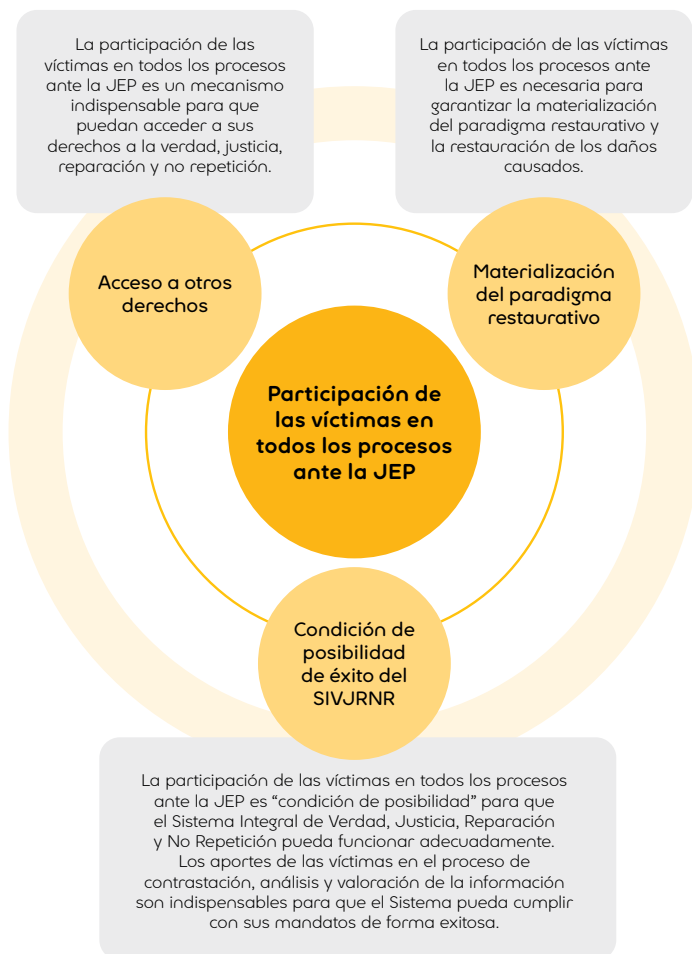 La participación de las
víctimas en todos los procesos
ante la JEP es un mecanismo
indispensable para que
puedan acceder a sus
derechos a la verdad, justicia,
reparación y no repetición.
La participación de las víctimas
en todos los procesos ante
la JEP es necesaria para
garantizar la materialización
del paradigma restaurativo y
la restauración de los daños
causados.
Acceso a otros
derechos
Materialización
del paradigma
restaurativo
Participación de
las víctimas en
todos los procesos
ante la JEP
Condición de
posibilidad
de éxito del
SIVJRNR
La participación de las víctimas en todos los procesos
ante la JEP es “condición de posibilidad” para que
el Sistema Integral de Verdad, Justicia, Reparación
y No Repetición pueda funcionar adecuadamente.
Los aportes de las víctimas en el proceso de
contrastación, análisis y valoración de la información
son indispensables para que el Sistema pueda cumplir
con sus mandatos de forma exitosa.